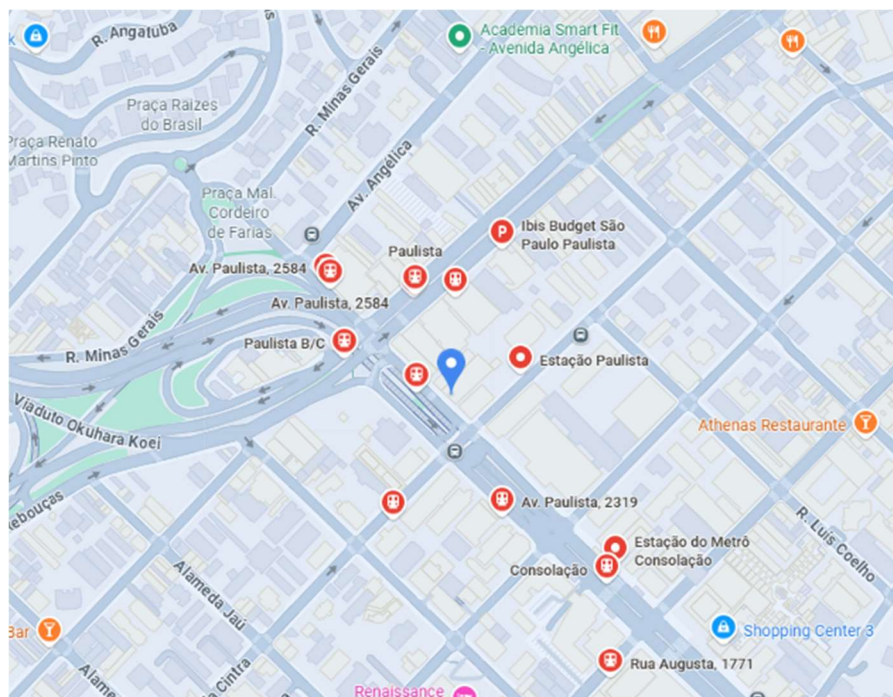 R. Angatuba
Academia Smart Fit
- Avenida Angélica
R. Minas Gerais
Praça Raízes
do Brasil
Praça Renato
Martins Pinto
Av. Angélica
Praça Mal.
Cordeiro
de Farias
P
Ibis Budget São
Paulo Paulista
Paulista
Av. Paulista, 2584
Av. Paulista, 2584
R. Minas Gerais
Paulista B/C
Estação Paulista
Viaduto Okuhara Koei
Athenas Restaurante
Av. Paulista, 2319
R. Luís Coelho
Estação do Metrô
Consolação
Consolação
Alameda Jaú
Bar
Shopping Center 3
Rua Augusta, 1771
Renaissance